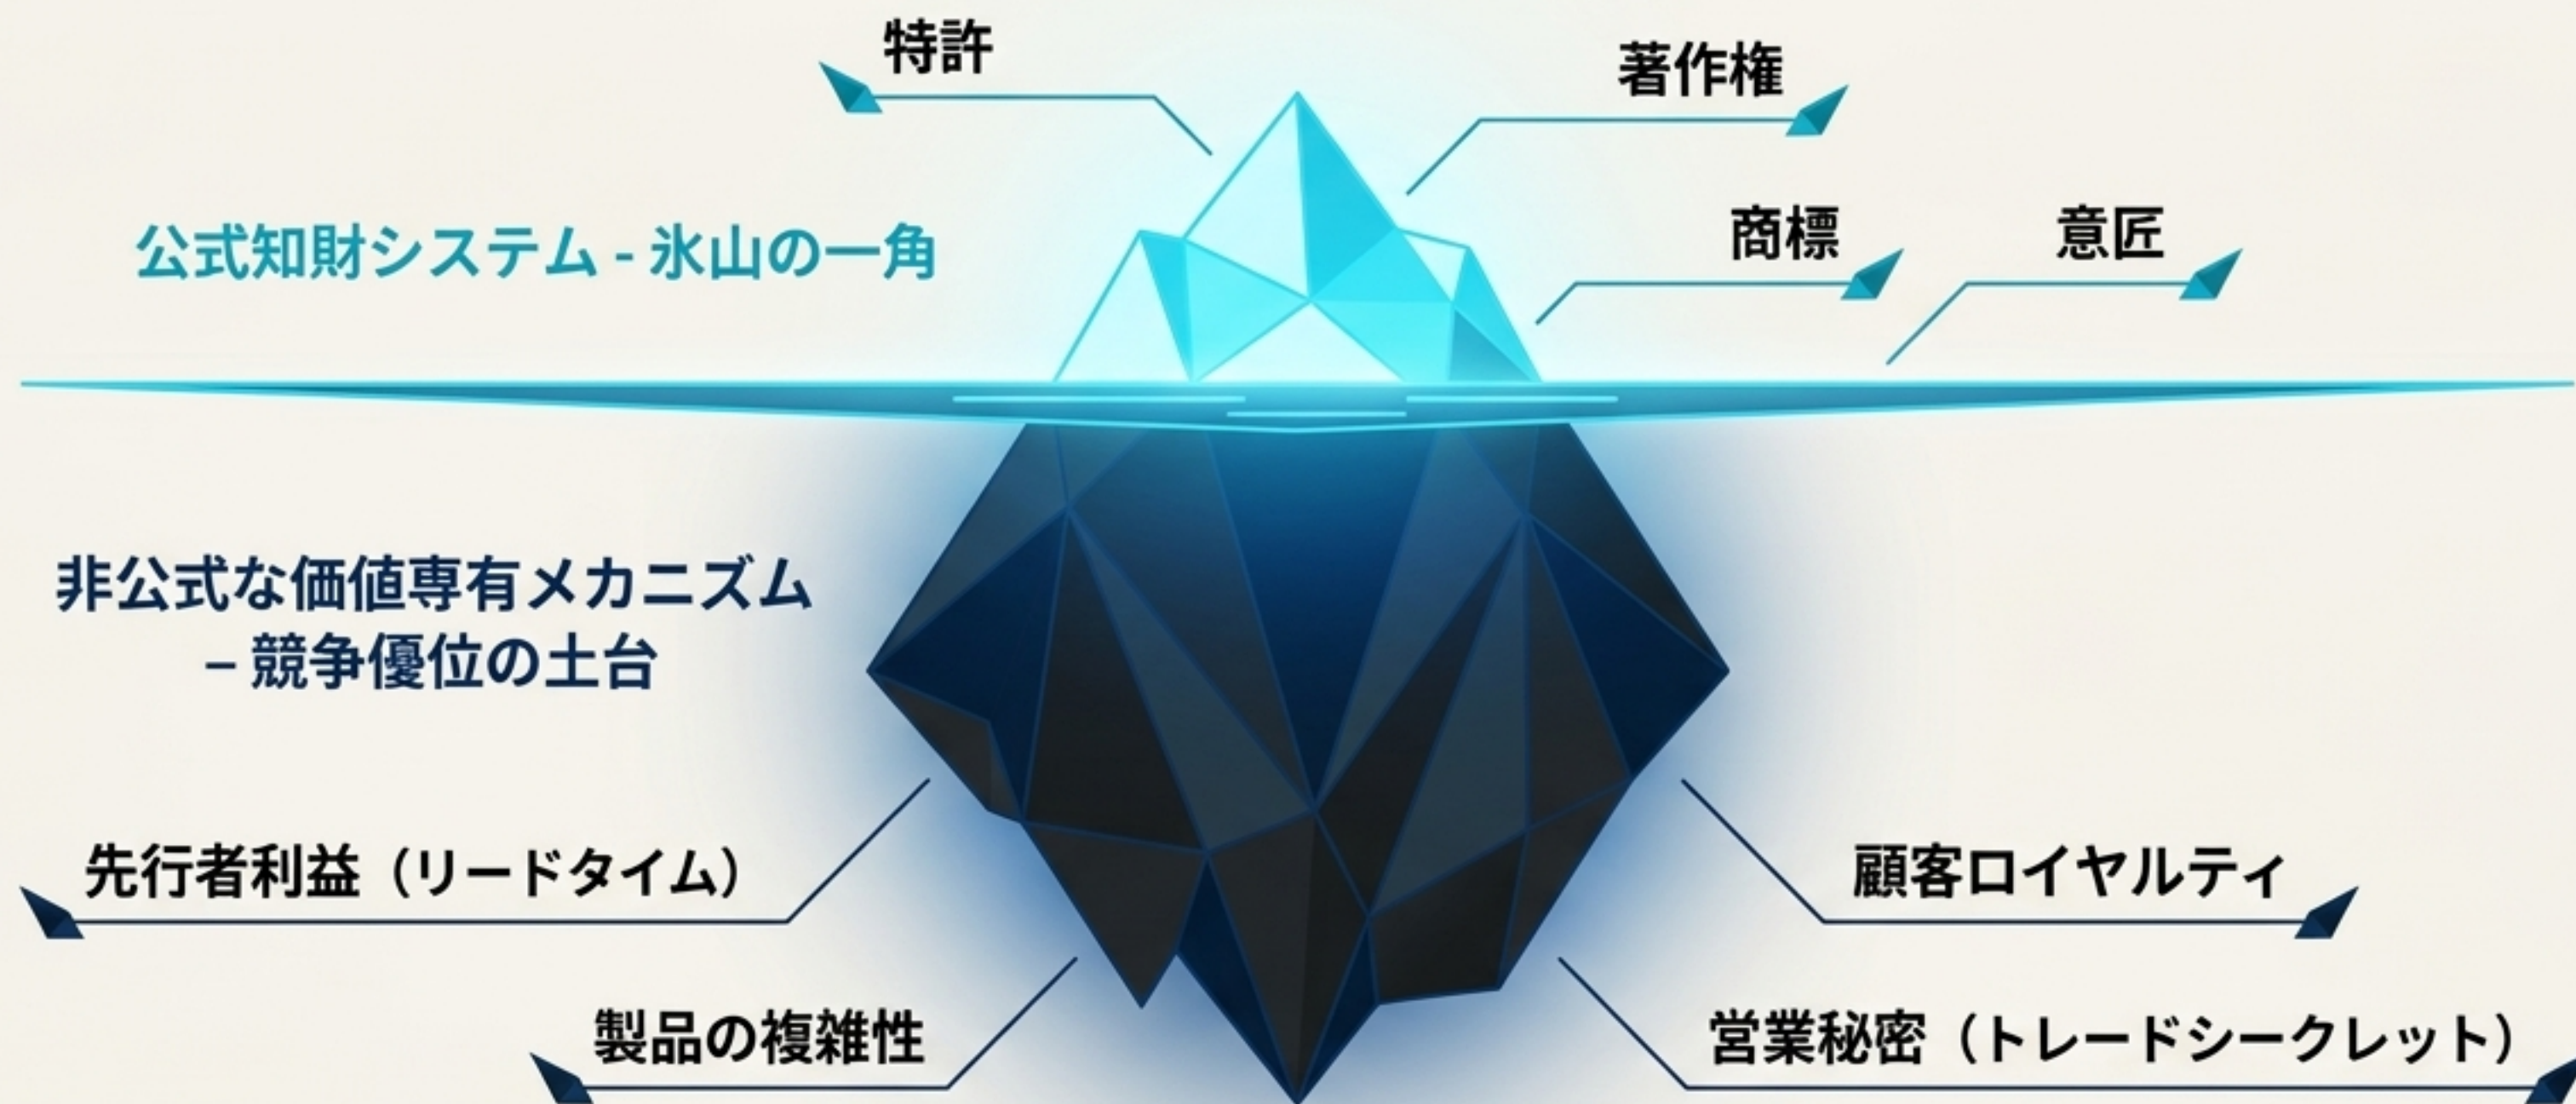 特許
著作権
商標
意匠
公式知財システム - 氷山の一角
非公式な価値専有メカニズム
– 競争優位の土台
先行者利益（リードタイム）
顧客ロイヤルティ
製品の複雑性
営業秘密（トレードシークレット）